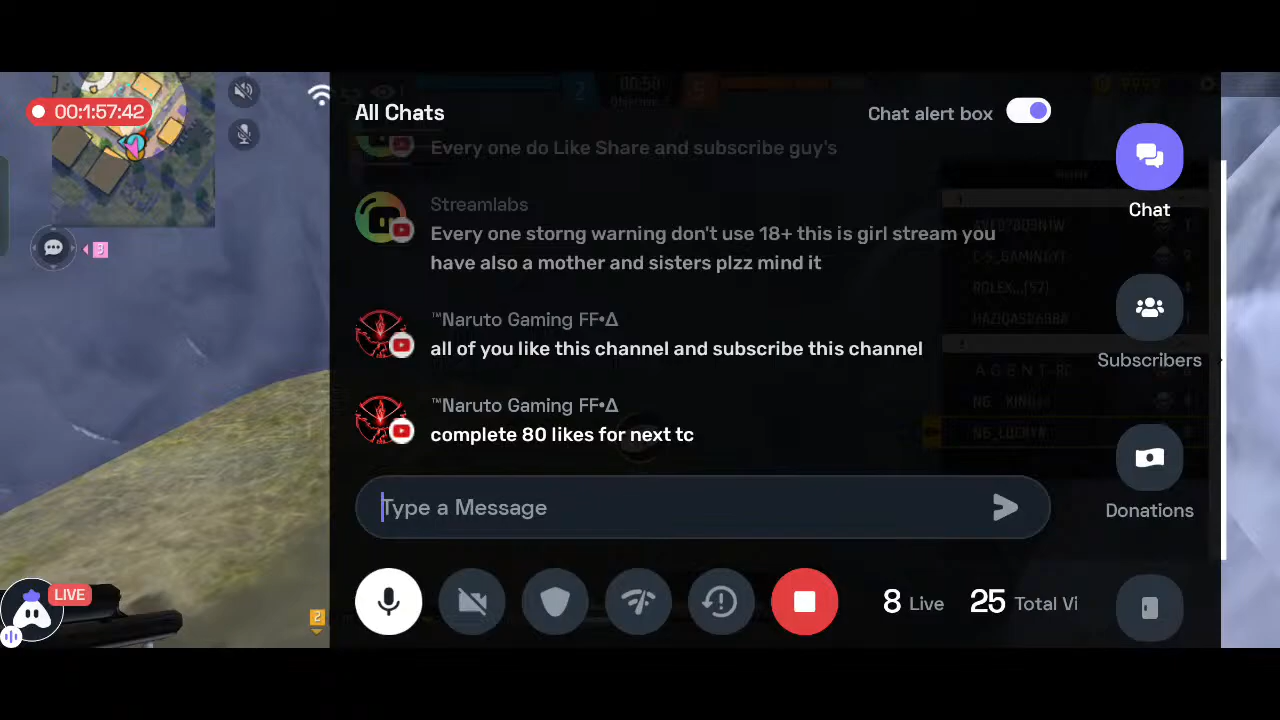 00:1:57:42
All Chats
Chat alert box
Every one do Like Share and subscribe guy's
Chat
Streamlabs
Every one storng warning don't use 18+ this is girl stream you
have also a mother and sisters plzz mind it
3
™Naruto Gaming FF•Δ
all of you like this channel and subscribe this channel
Subscribers
™Naruto Gaming FF•Δ
complete 80 likes for next tc
Type a Message
Donations
LIVE
2
8 Live
25 Total Vi